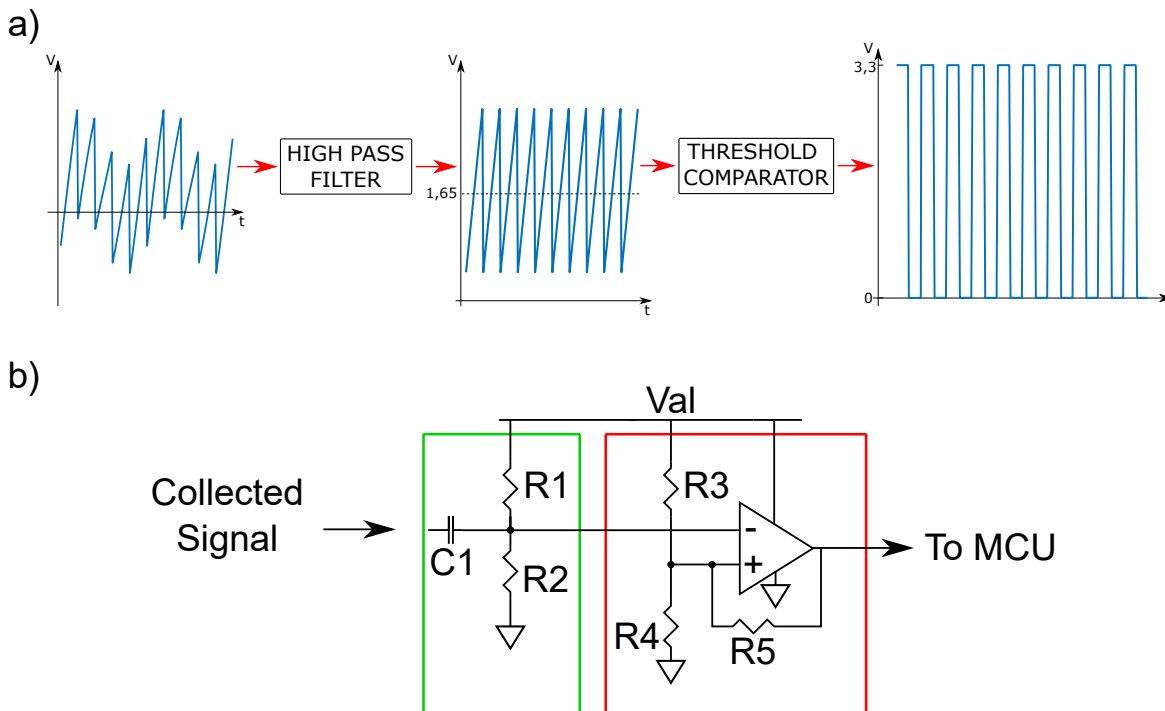 a)
V
t
HIGH PASS
FILTER
V
1,65
t
THRESHOLD
COMPARATOR
V
3,3
0
b)
Val
Collected
Signal
C1
R1
R2
R3
R4
-
+
R5
To MCU